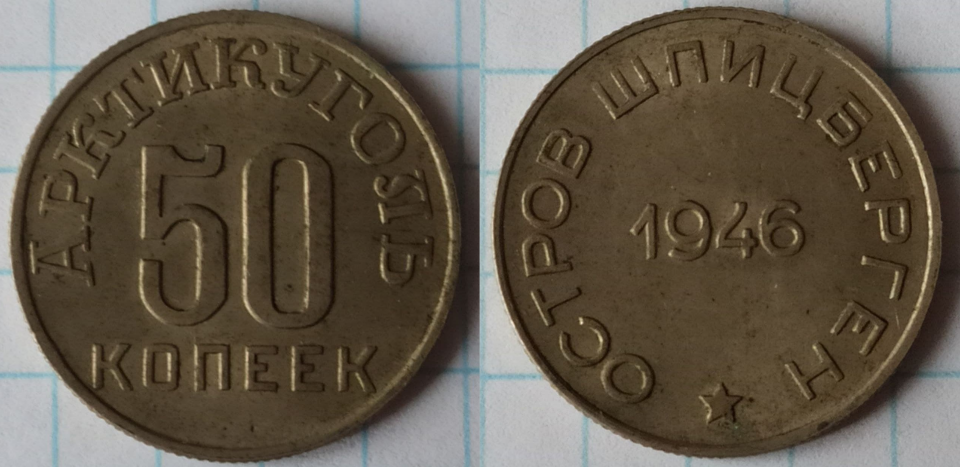 АРКТИКУГОЛЬ
50
КОПЕЕК
ОСТРОВ ШПИЦБЕРГЕН
1946